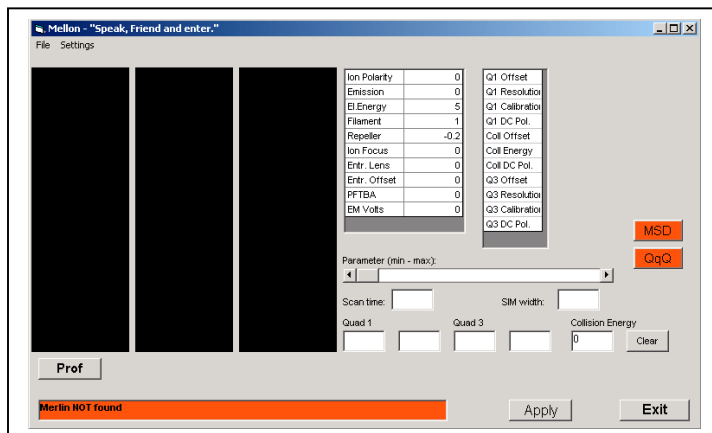 Mellon - "Speak, Friend and enter."
File Settings
Ion Polarity 0
Emission 0
El.Energy 5
Filament 1
Repeller -0.2
Ion Focus 0
Entr. Lens 0
Entr. Offset 0
PFTBA 0
EM Volts 0
Q1 Offset
Q1 Resolution
Q1 Calibration
Q1 DC Pol.
Coll Offset
Coll Energy
Coll DC Pol.
Q3 Offset
Q3 Resolution
Q3 Calibration
Q3 DC Pol.
MSD
QqQ
Parameter (min - max):
Scan time: SIM width:
Quad 1 Quad 3 Collision Energy
0 Clear
Prof
Merlin NOT found Apply Exit